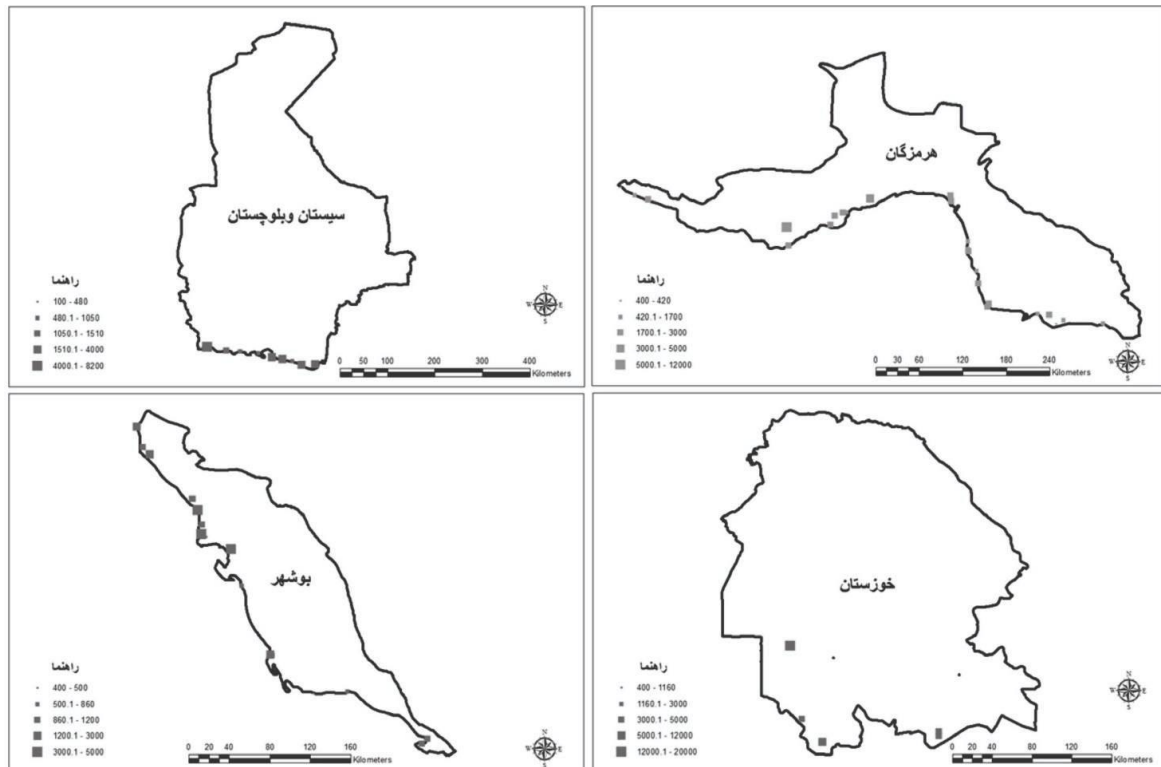 سیستان وبلوچستان
راهنما
100 - 480
480.1 - 1050
1050.1 - 1510
1510.1 - 4000
4000.1 - 8200
N
W E
S
0 50 100 200 300 400
Kilometers
هرمزگان
راهنما
400 - 420
420.1 - 1700
1700.1 - 3000
3000.1 - 5000
5000.1 - 12000
0 30 60 120 180 240
Kilometers
N
W E
S
بوشهر
راهنما
400 - 500
500.1 - 860
860.1 - 1200
1200.1 - 3000
3000.1 - 5000
0 20 40 80 120 160
Kilometers
N
W E
S
خوزستان
راهنما
400 - 1160
1160.1 - 3000
3000.1 - 5000
5000.1 - 12000
12000.1 - 20000
N
W E
S
0 20 40 80 120 160
Kilometers